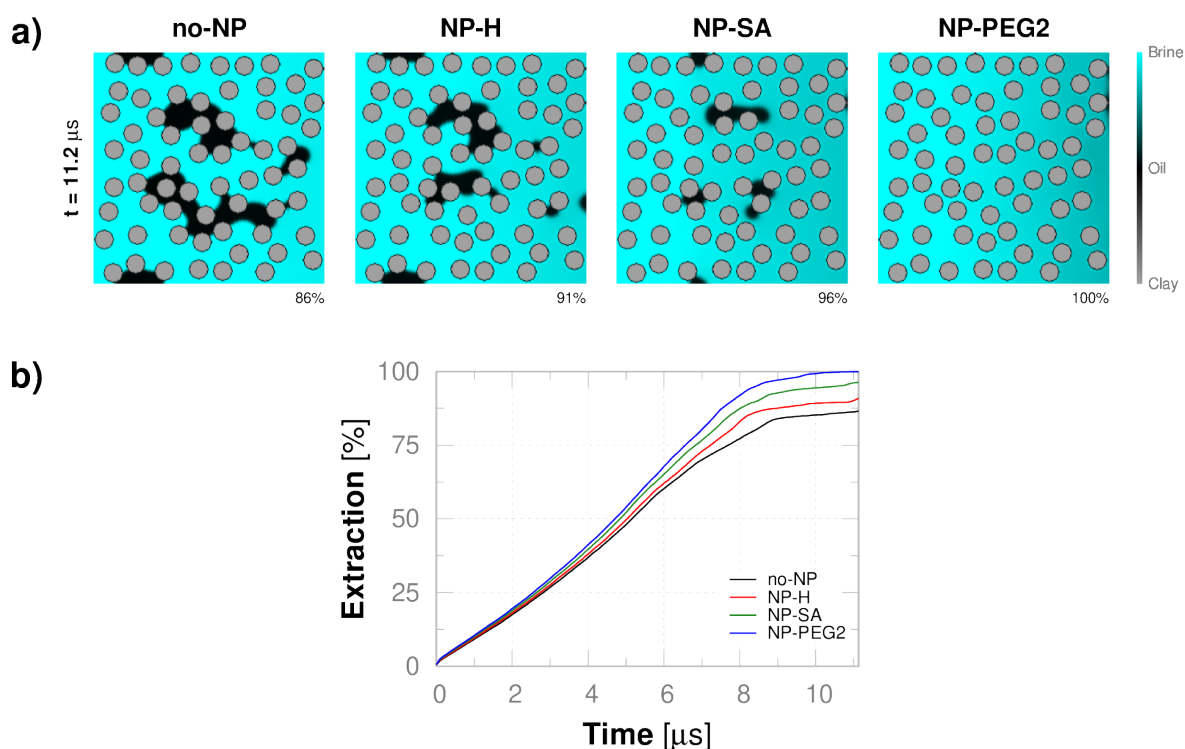 a)
no-NP NP-H NP-SA NP-PEG2
t = 11.2 μs
Brine
Oil
Clay
86% 91% 96% 100%
b)
Extraction [%]
100
75
50
25
0
no-NP
NP-H
NP-SA
NP-PEG2
0 2 4 6 8 10
Time [μs]